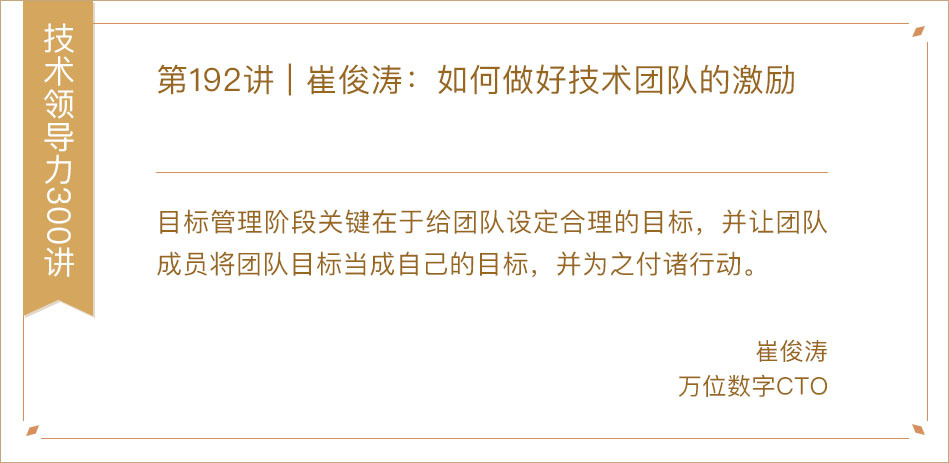 技术领导力300讲
第192讲 | 崔俊涛：如何做好技术团队的激励
目标管理阶段关键在于给团队设定合理的目标，并让团队
成员将团队目标当成自己的目标，并为之付诸行动。
崔俊涛
万位数字CTO